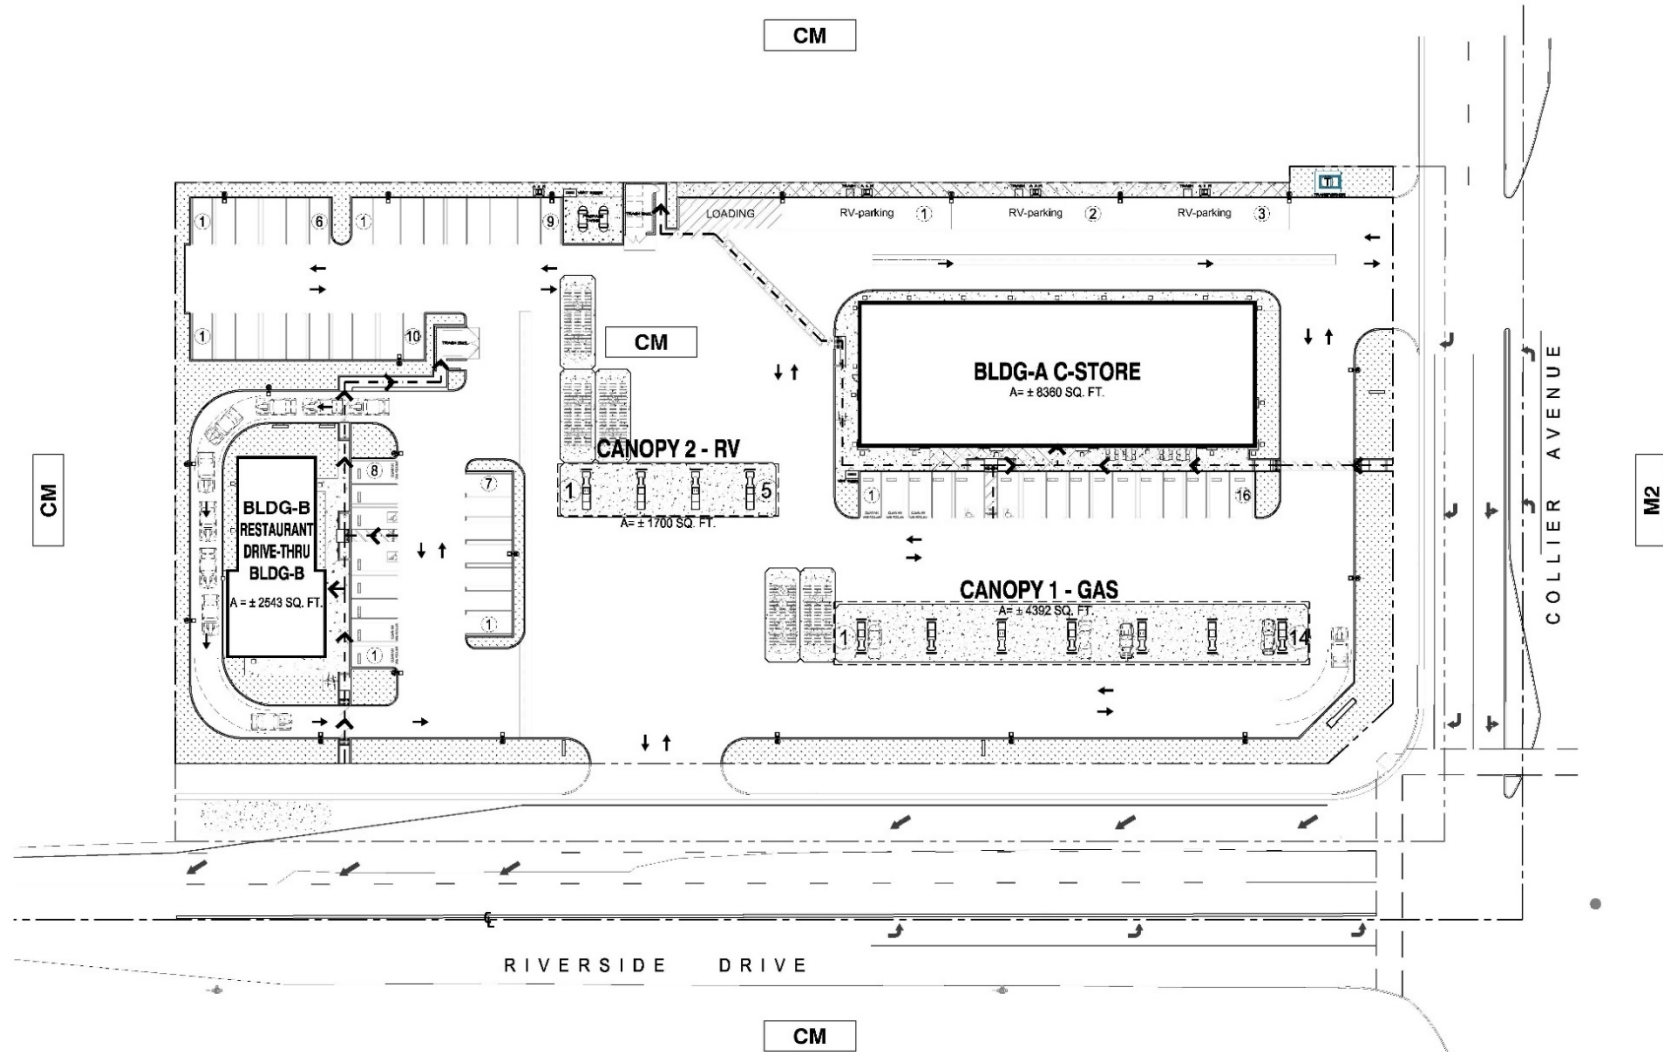 CM
LOADING
RV-parking
1
RV-parking
2
RV-parking
3
1
6
1
9
1
10
CM
BLDG-A C-STORE
A= ± 8360 SQ. FT.
COLLIER AVENUE
M2
CM
CANOPY 2 - RV
1
5
A= ± 1700 SQ. FT.
8
7
1
16
BLDG-B
RESTAURANT
DRIVE-THRU
BLDG-B
A = ± 2543 SQ. FT.
1
1
CANOPY 1 - GAS
A= ± 4392 SQ. FT.
1
14
RIVERSIDE DRIVE
CM